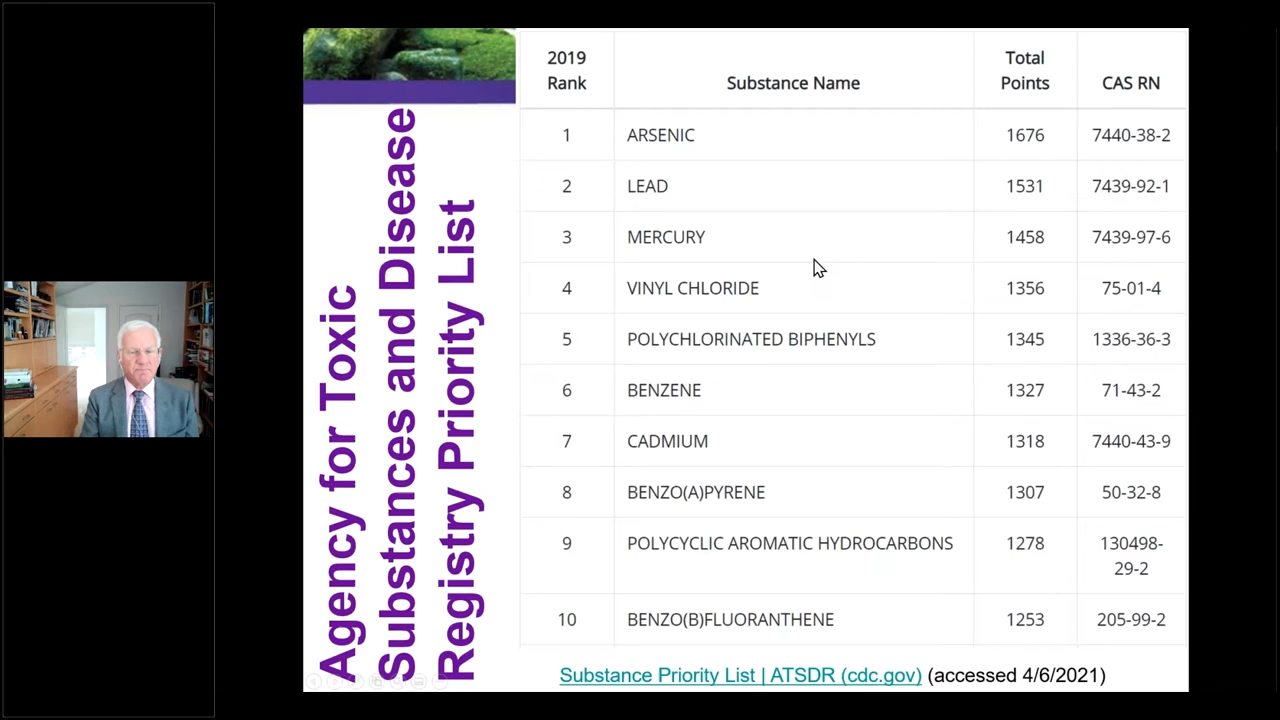 Agency for Toxic
Substances and Disease
Registry Priority List
2019 Rank Substance Name Total Points CAS RN
1 ARSENIC 1676 7440-38-2
2 LEAD 1531 7439-92-1
3 MERCURY 1458 7439-97-6
4 VINYL CHLORIDE 1356 75-01-4
5 POLYCHLORINATED BIPHENYLS 1345 1336-36-3
6 BENZENE 1327 71-43-2
7 CADMIUM 1318 7440-43-9
8 BENZO(A)PYRENE 1307 50-32-8
9 POLYCYCLIC AROMATIC HYDROCARBONS 1278 130498-29-2
10 BENZO(B)FLUORANTHENE 1253 205-99-2
Substance Priority List | ATSDR (cdc.gov) (accessed 4/6/2021)